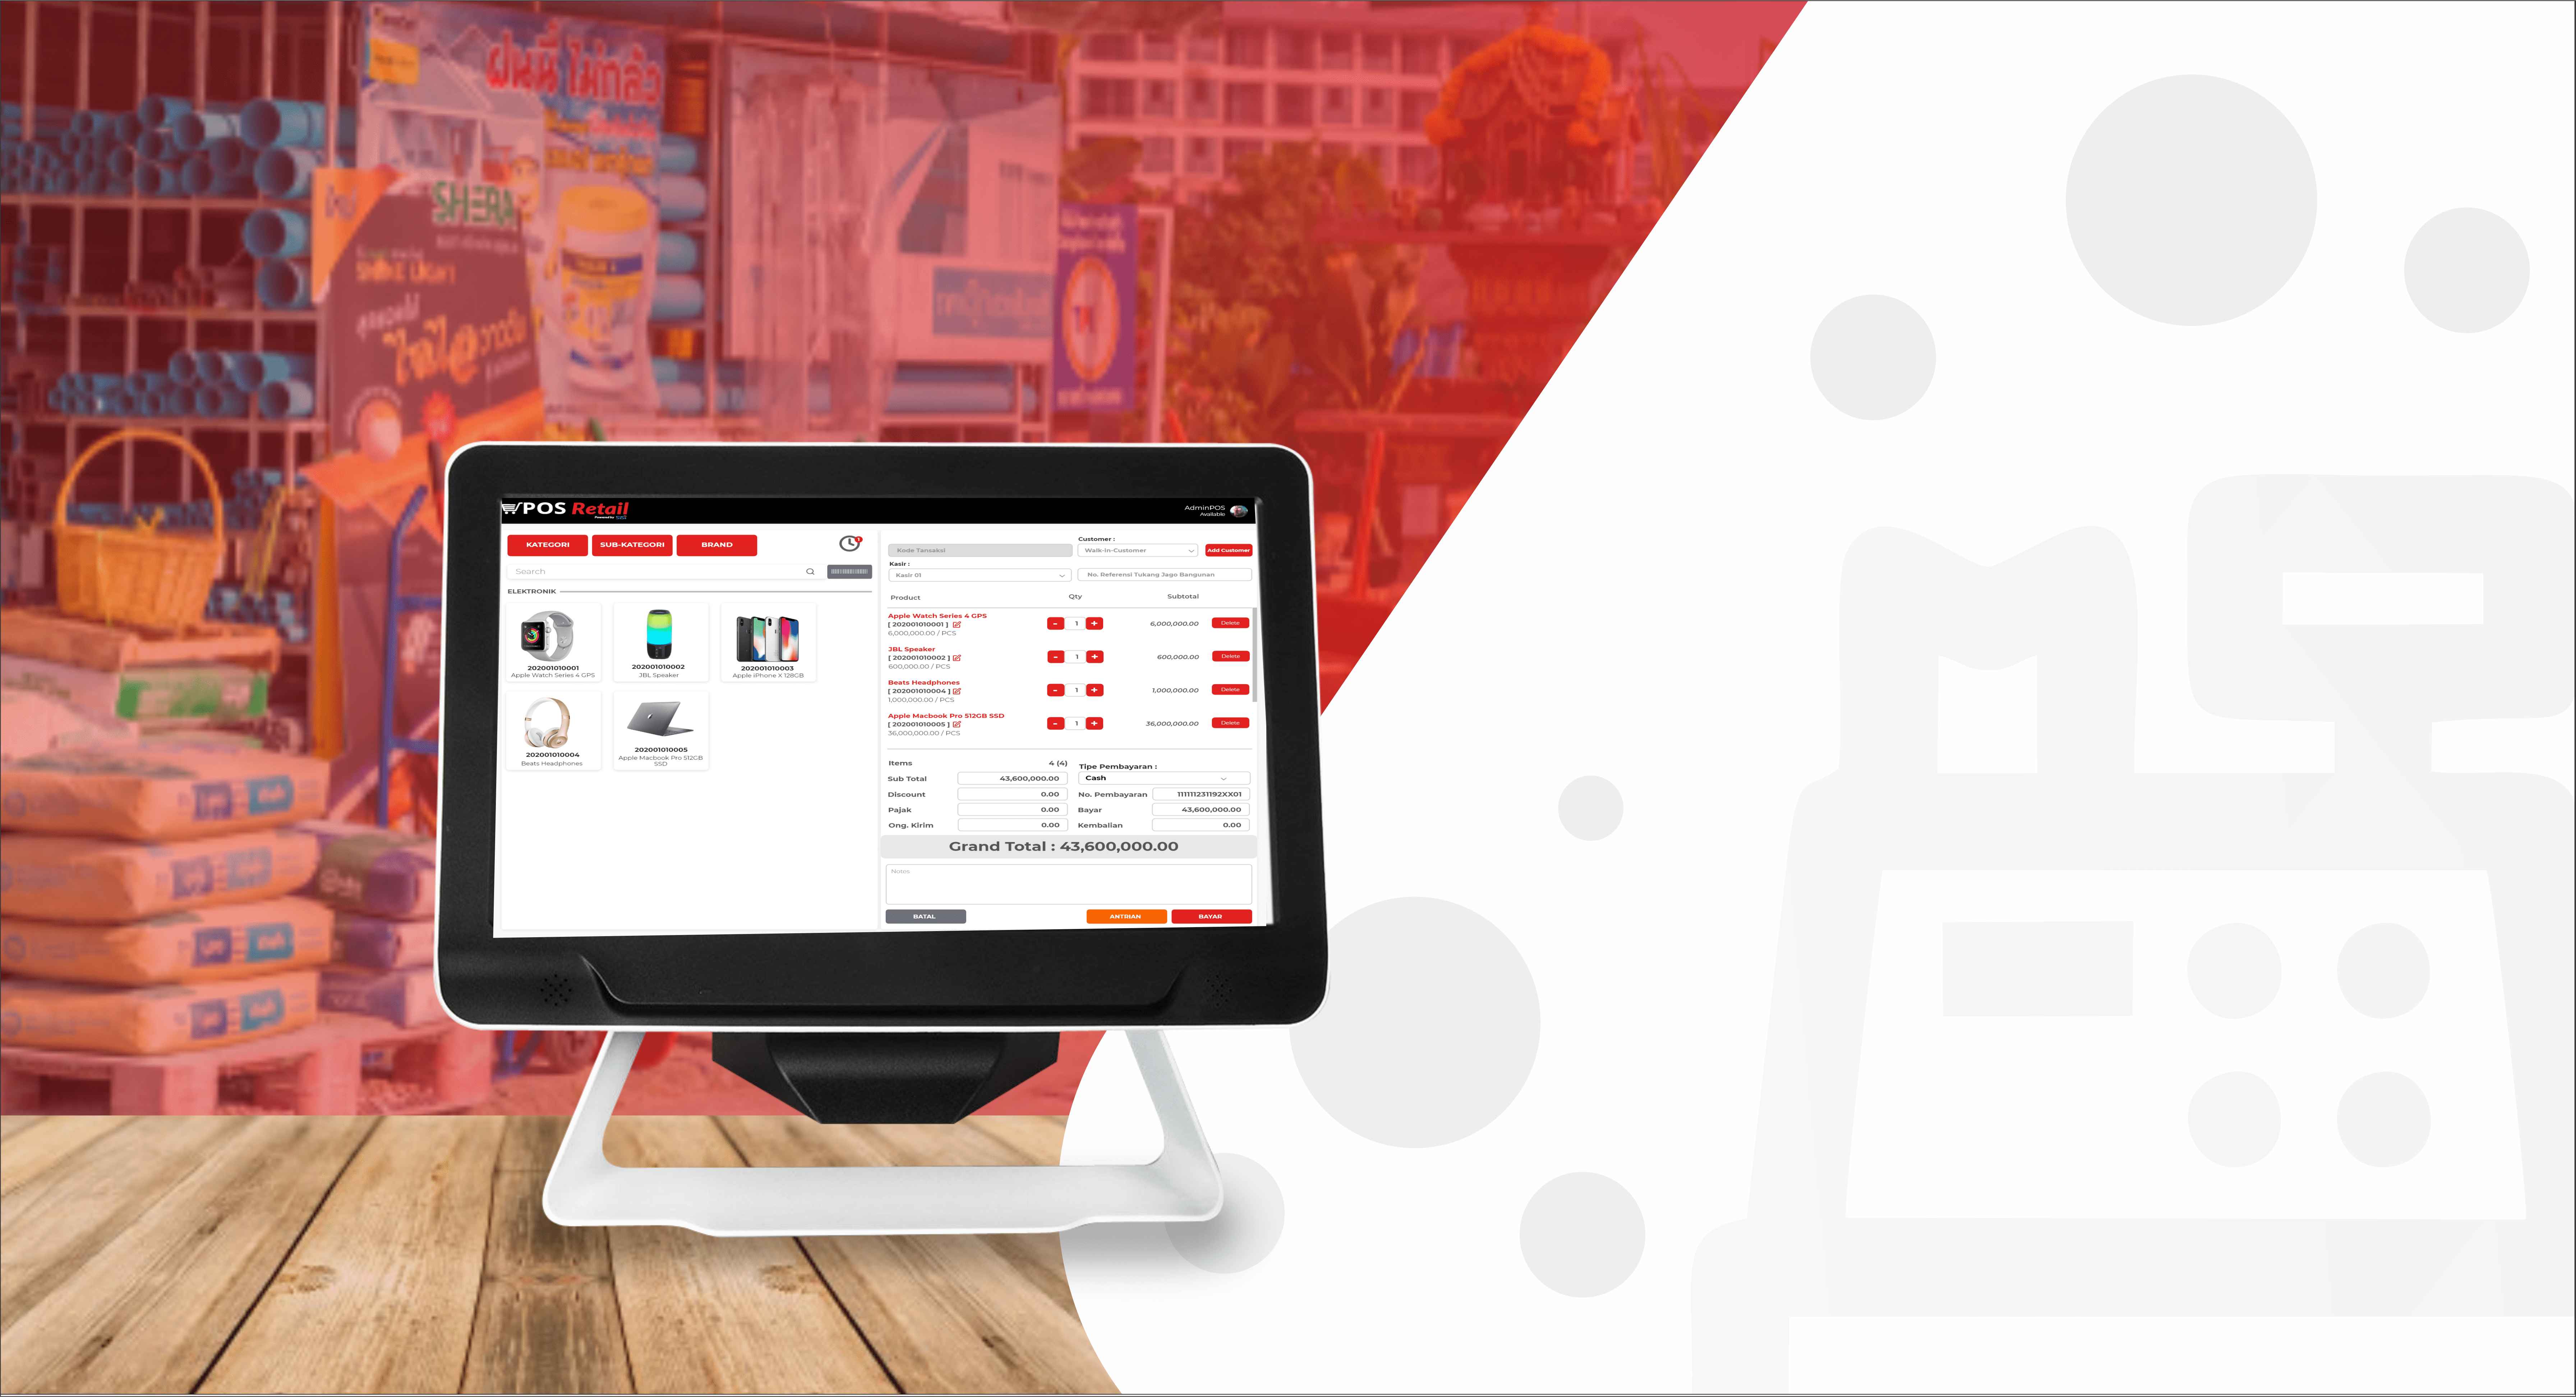 ฝนนี้ ไม่กลัว
SHERA
POS Retail
AdminPOS
Available
KATEGORI
SUB-KATEGORI
BRAND
Search
ELEKTRONIK
202001010001
Apple Watch Series 4 GPS
202001010002
JBL Speaker
202001010003
Apple iPhone X 128GB
202001010004
Beats Headphones
202001010005
Apple Macbook Pro 512GB
SSD
Kode Tansaksi
Customer :
Walk-in-Customer
Add Customer
Kasir :
Kasir 01
No. Referensi Tukang Jago Bangunan
Product Qty Subtotal
Apple Watch Series 4 GPS
[ 202001010001 ]
6,000,000.00 / PCS
- 1 + 6,000,000.00 Delete
JBL Speaker
[ 202001010002 ]
600,000.00 / PCS
- 1 + 600,000.00 Delete
Beats Headphones
[ 202001010004 ]
1,000,000.00 / PCS
- 1 + 1,000,000.00 Delete
Apple Macbook Pro 512GB SSD
[ 202001010005 ]
36,000,000.00 / PCS
- 1 + 36,000,000.00 Delete
Items 4 (4)
Sub Total 43,600,000.00
Discount 0.00
Pajak 0.00
Ong. Kirim 0.00
Tipe Pembayaran :
Cash
No. Pembayaran 111111231192XX01
Bayar 43,600,000.00
Kembalian 0.00
Grand Total : 43,600,000.00
Notes
BATAL
ANTRIAN
BAYAR